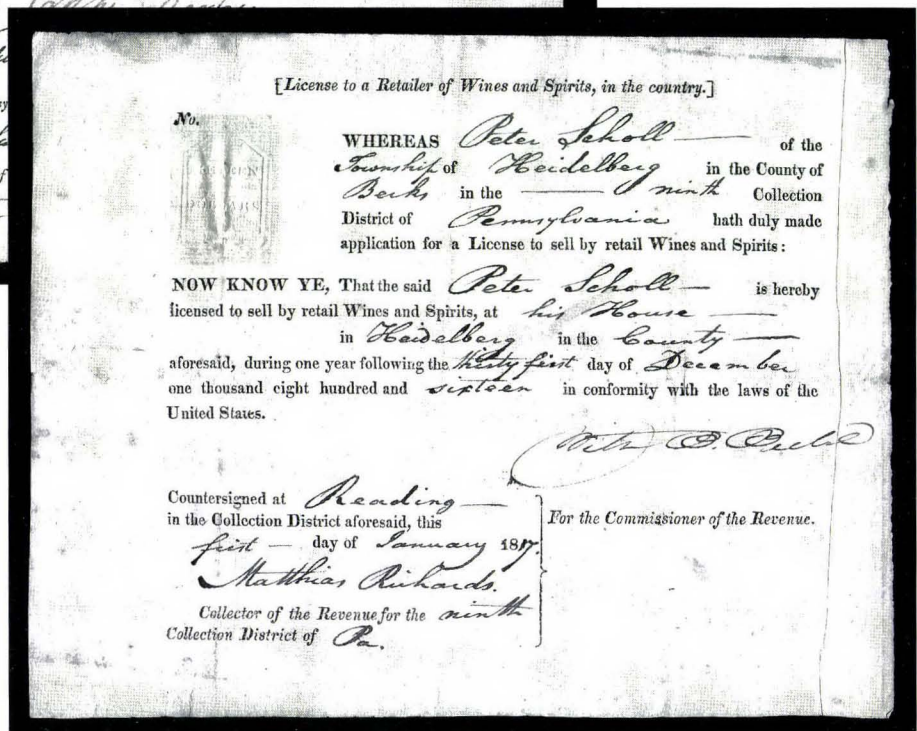 [License to a Retailer of Wines and Spirits, in the country.]
No.
WHEREAS Peter Scholl of the
Township of Heidelberg in the County of
Berks in the ninth Collection
District of Pennsylvania hath duly made
application for a License to sell by retail Wines and Spirits:
NOW KNOW YE, That the said Peter Scholl is hereby
licensed to sell by retail Wines and Spirits, at his House
in Heidelberg in the County
aforesaid, during one year following the thirty first day of December
one thousand eight hundred and sixteen in conformity with the laws of the
United States.
Countersigned at Reading
in the Collection District aforesaid, this
first day of January 1817.
Matthias Richards.
Collector of the Revenue for the ninth
Collection District of Pa.
For the Commissioner of the Revenue.